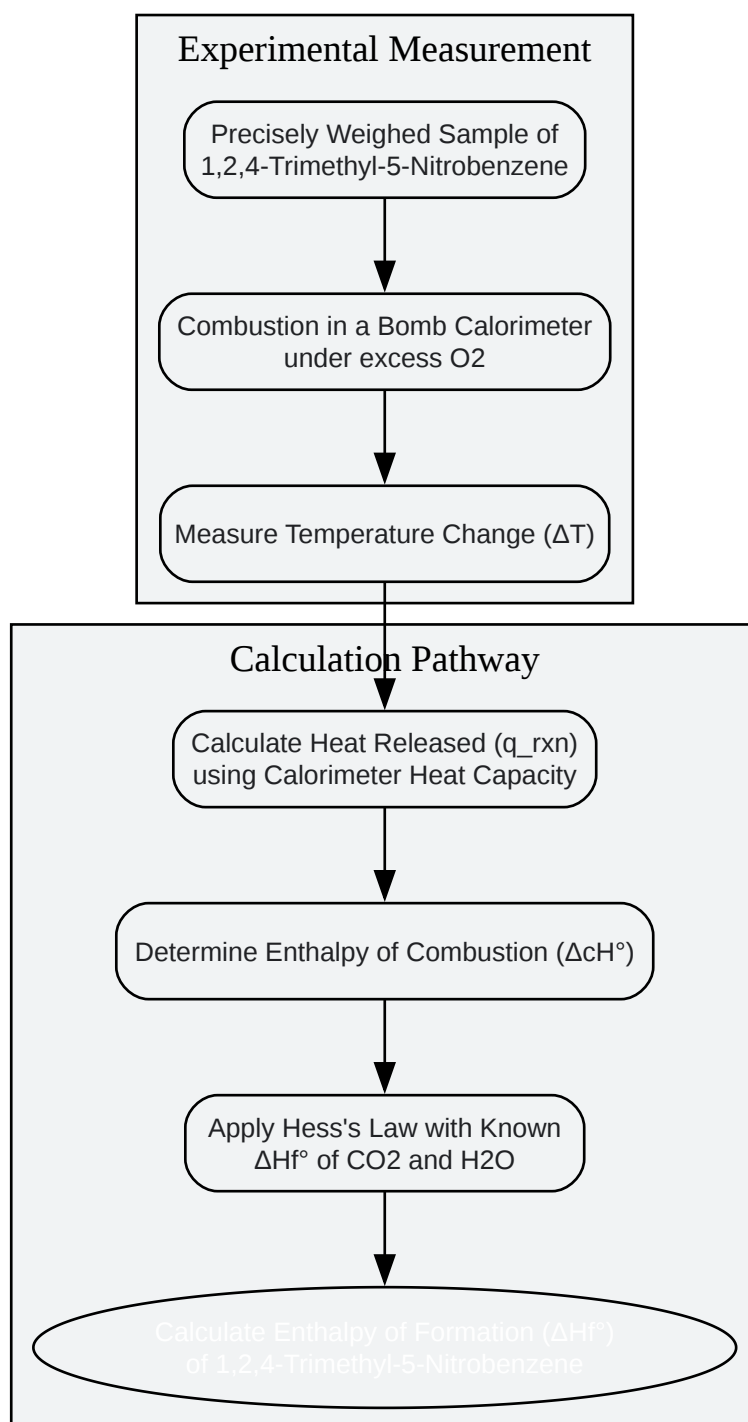 Experimental Measurement
Precisely Weighed Sample of
1,2,4-Trimethyl-5-Nitrobenzene
Combustion in a Bomb Calorimeter
under excess O2
Measure Temperature Change (ΔT)
Calculation Pathway
Calculate Heat Released (q_rxn)
using Calorimeter Heat Capacity
Determine Enthalpy of Combustion (ΔcH°)
Apply Hess's Law with Known
ΔHf° of CO2 and H2O
Calculate Enthalpy of Formation (ΔHf°)
of 1,2,4-Trimethyl-5-Nitrobenzene